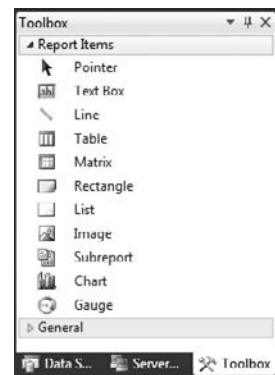 Toolbox
Report Items
Pointer
ab
Text Box
Line
Table
Matrix
Rectangle
List
Image
Subreport
Chart
Gauge
General
Data S...
Server...
Toolbox